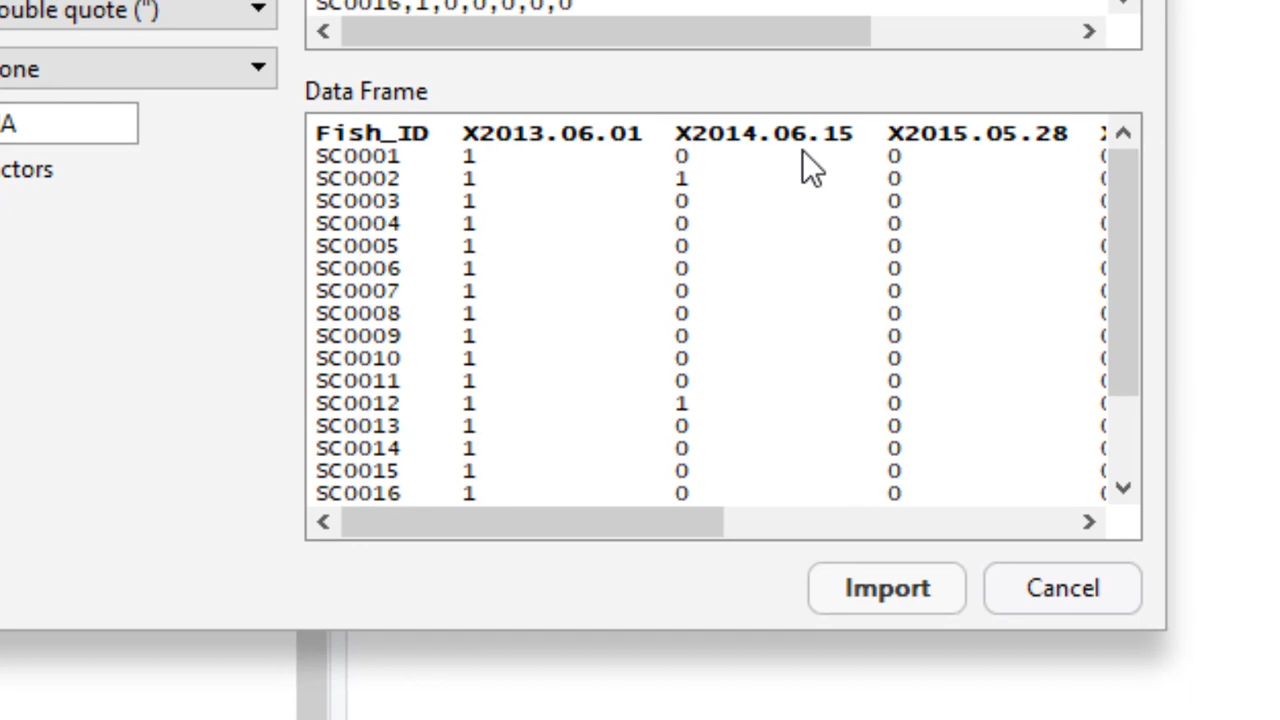 ouble quote (")
SC0016,1,0,0,0,0,0
one
Data Frame
A
ctors
Fish_ID X2013.06.01 X2014.06.15 X2015.05.28
SC0001 1 0 0
SC0002 1 1 0
SC0003 1 0 0
SC0004 1 0 0
SC0005 1 0 0
SC0006 1 0 0
SC0007 1 0 0
SC0008 1 0 0
SC0009 1 0 0
SC0010 1 0 0
SC0011 1 0 0
SC0012 1 1 0
SC0013 1 0 0
SC0014 1 0 0
SC0015 1 0 0
SC0016 1 0 0
Import Cancel